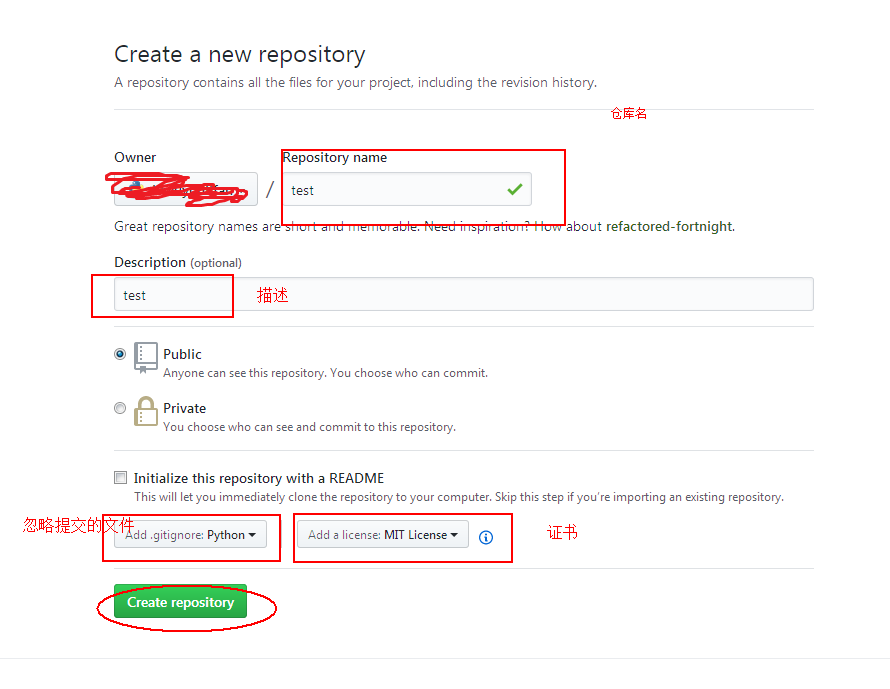 Create a new repository
A repository contains all the files for your project, including the revision history.
仓库名
Owner
Repository name
/
test
Great repository names are short and memorable. Need inspiration? How about refactored-fortnight.
Description (optional)
test
描述
Public
Anyone can see this repository. You choose who can commit.
Private
You choose who can see and commit to this repository.
Initialize this repository with a README
This will let you immediately clone the repository to your computer. Skip this step if you're importing an existing repository.
忽略提交的文件
Add .gitignore: Python
Add a license: MIT License
证书
Create repository